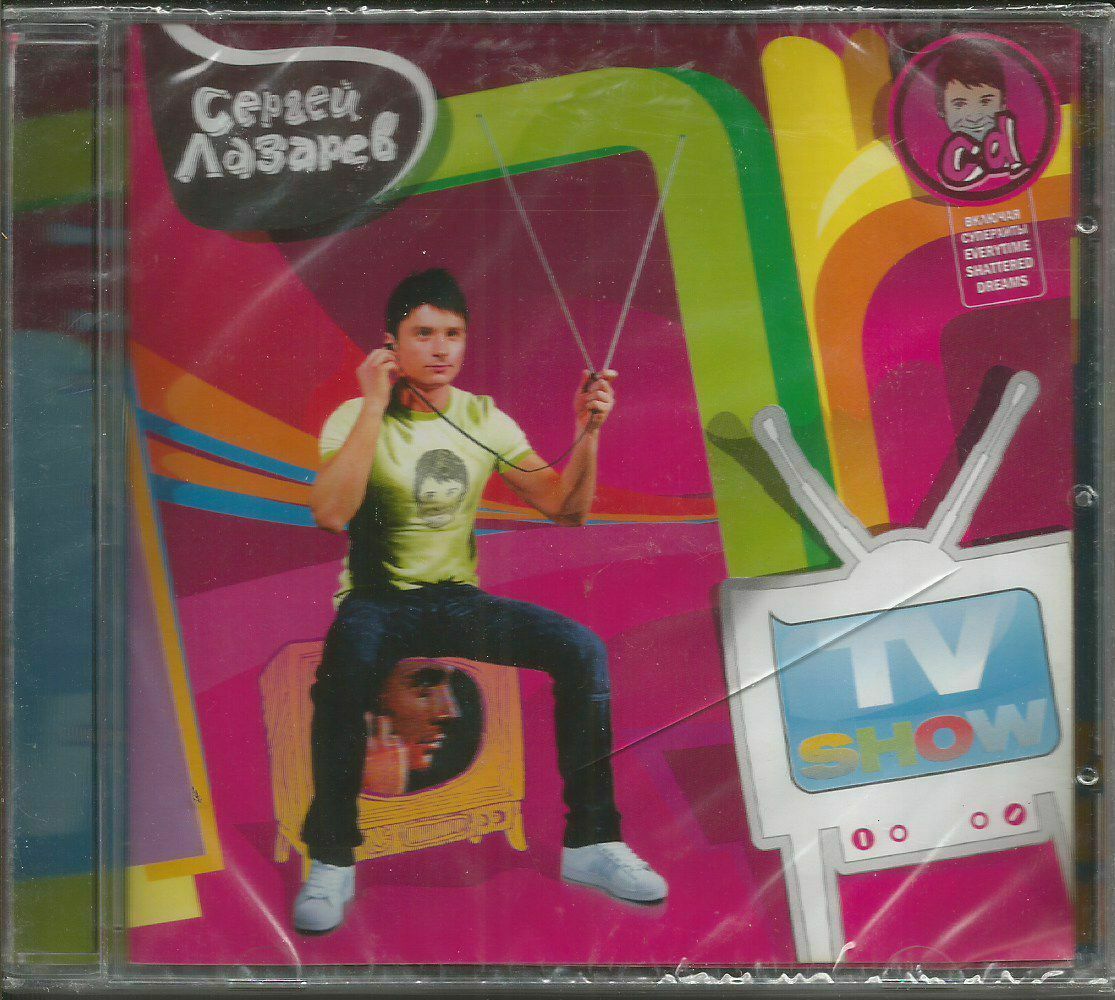 Сергей
Лазарев
cd
ВКЛЮЧАЯ
СУПЕРХИТЫ
EVERYTIME
SHATTERED
DREAMS
TV
SHOW